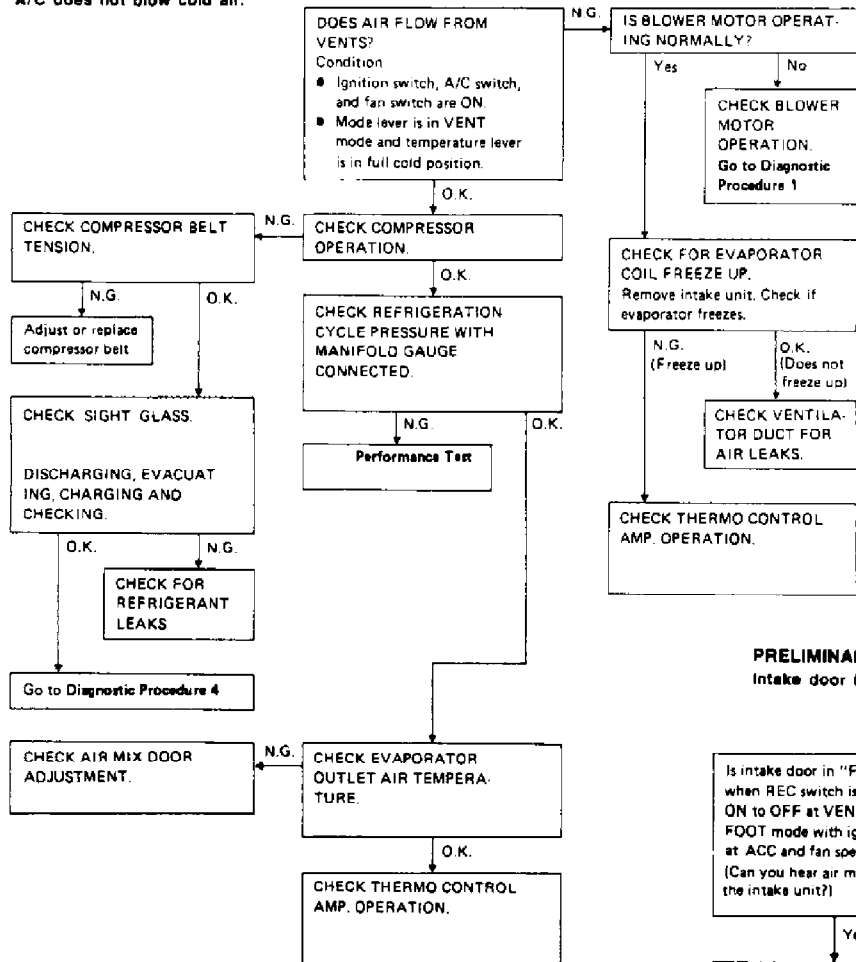 A/C does not blow cold air.
DOES AIR FLOW FROM
VENTS?
Condition
• Ignition switch, A/C switch,
and fan switch are ON.
• Mode lever is in VENT
mode and temperature lever
is in full cold position.
N.G.
IS BLOWER MOTOR OPERAT-
ING NORMALLY?
Yes
No
CHECK BLOWER
MOTOR
OPERATION.
Go to Diagnostic
Procedure 1
O.K.
CHECK COMPRESSOR
OPERATION.
N.G.
CHECK COMPRESSOR BELT
TENSION.
N.G.
O.K.
Adjust or replace
compressor belt
O.K.
CHECK REFRIGERATION
CYCLE PRESSURE WITH
MANIFOLD GAUGE
CONNECTED.
CHECK FOR EVAPORATOR
COIL FREEZE UP.
Remove intake unit. Check if
evaporator freezes.
N.G.
(Freeze up)
O.K.
(Does not
freeze up)
CHECK VENTILA-
TOR DUCT FOR
AIR LEAKS.
CHECK THERMO CONTROL
AMP. OPERATION.
CHECK SIGHT GLASS.
DISCHARGING, EVACUAT
ING, CHARGING AND
CHECKING.
N.G.
O.K.
Performance Test
O.K.
N.G.
CHECK FOR
REFRIGERANT
LEAKS
Go to Diagnostic Procedure 4
CHECK AIR MIX DOOR
ADJUSTMENT.
N.G.
CHECK EVAPORATOR
OUTLET AIR TEMPERA-
TURE.
O.K.
CHECK THERMO CONTROL
AMP. OPERATION.
PRELIMINA
Intake door
Is intake door in "F
when REC switch is
ON to OFF at VEN
FOOT mode with ig
at ACC and fan spe
(Can you hear air m
the intake unit?)
Ye